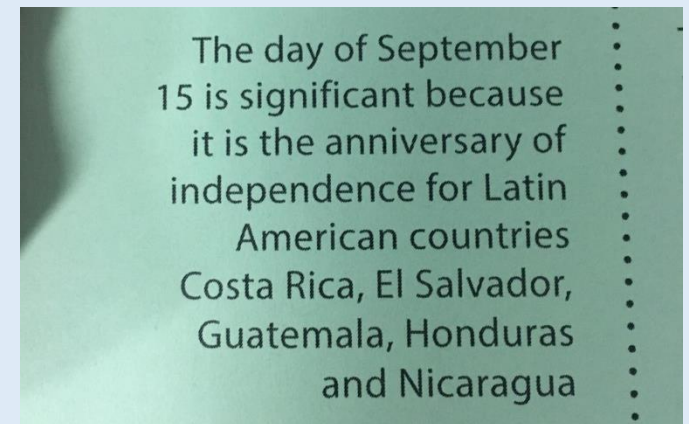 The day of September
15 is significant because
it is the anniversary of
independence for Latin
American countries
Costa Rica, El Salvador,
Guatemala, Honduras
and Nicaragua